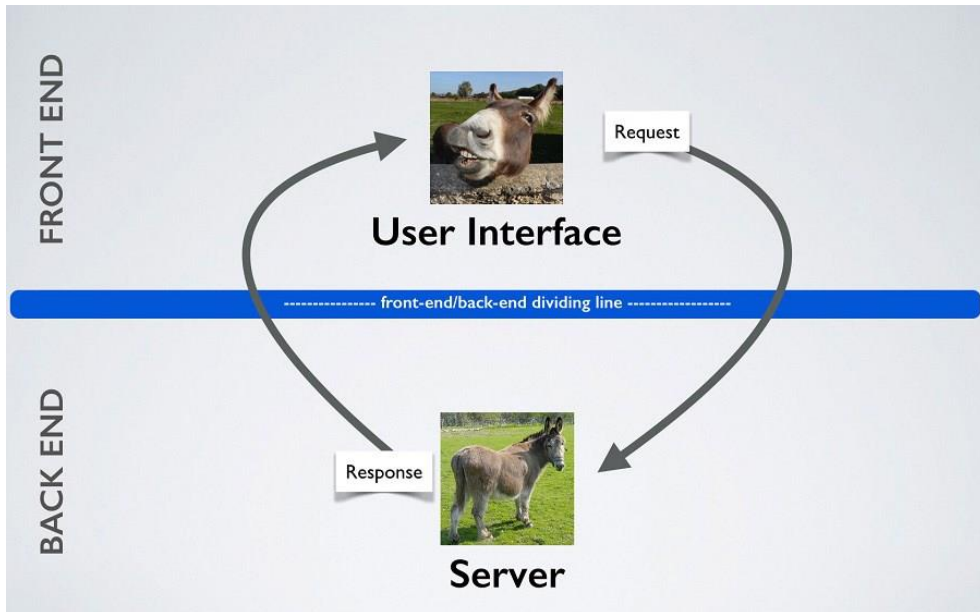 FRONT END
Request
User Interface
---------------- front-end/back-end dividing line ------------------
BACK END
Response
Server